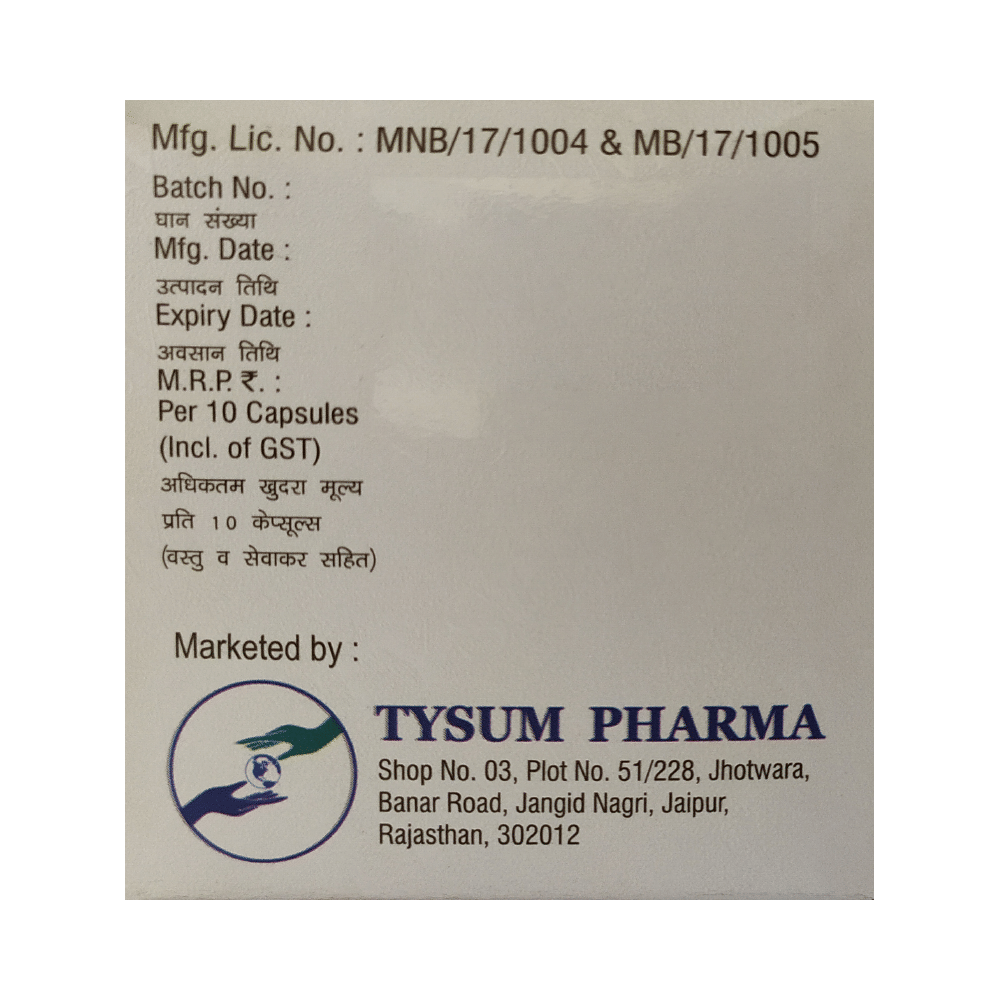 Mfg. Lic. No. : MNB/17/1004 & MB/17/1005
Batch No. :
घान संख्या
Mfg. Date :
उत्पादन तिथि
Expiry Date :
अवसान तिथि
M.R.P. ₹. :
Per 10 Capsules
(Incl. of GST)
अधिकतम खुदरा मूल्य
प्रति 10 केप्सूल्स
(वस्तु व सेवाकर सहित)
Marketed by :
TYSUM PHARMA
Shop No. 03, Plot No. 51/228, Jhotwara,
Banar Road, Jangid Nagri, Jaipur,
Rajasthan, 302012